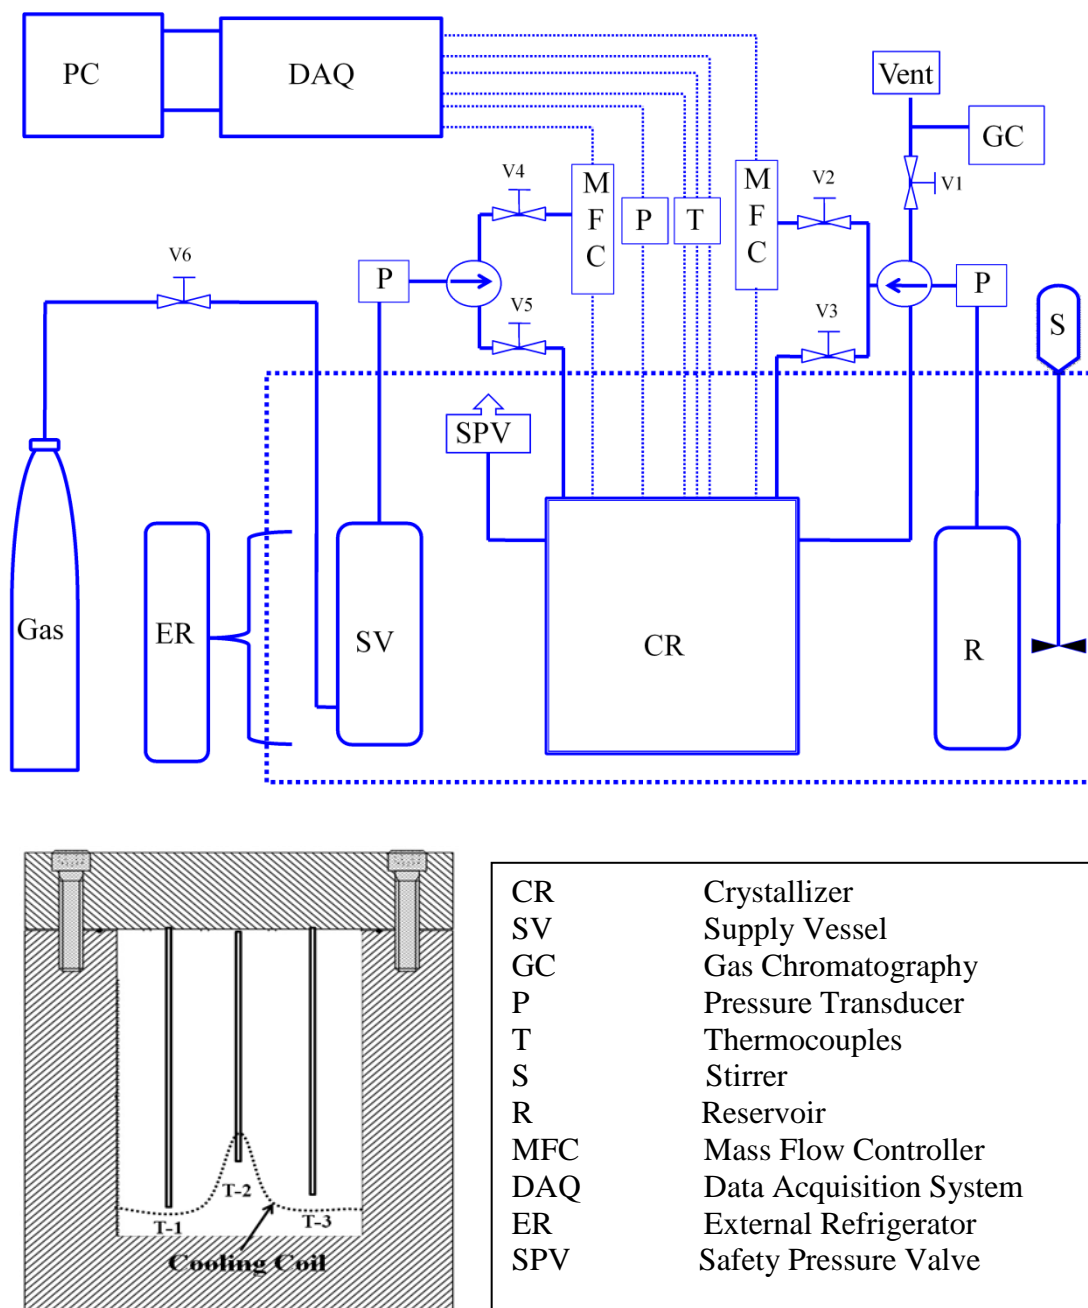 PC
DAQ
Vent
GC
V1
V4
M
F
C
P
T
M
F
C
V2
V6
P
V5
V3
P
S
SPV
Gas
ER
SV
CR
R
T-1
T-2
T-3
Cooling Coil
CR Crystallizer
SV Supply Vessel
GC Gas Chromatography
P Pressure Transducer
T Thermocouples
S Stirrer
R Reservoir
MFC Mass Flow Controller
DAQ Data Acquisition System
ER External Refrigerator
SPV Safety Pressure Valve